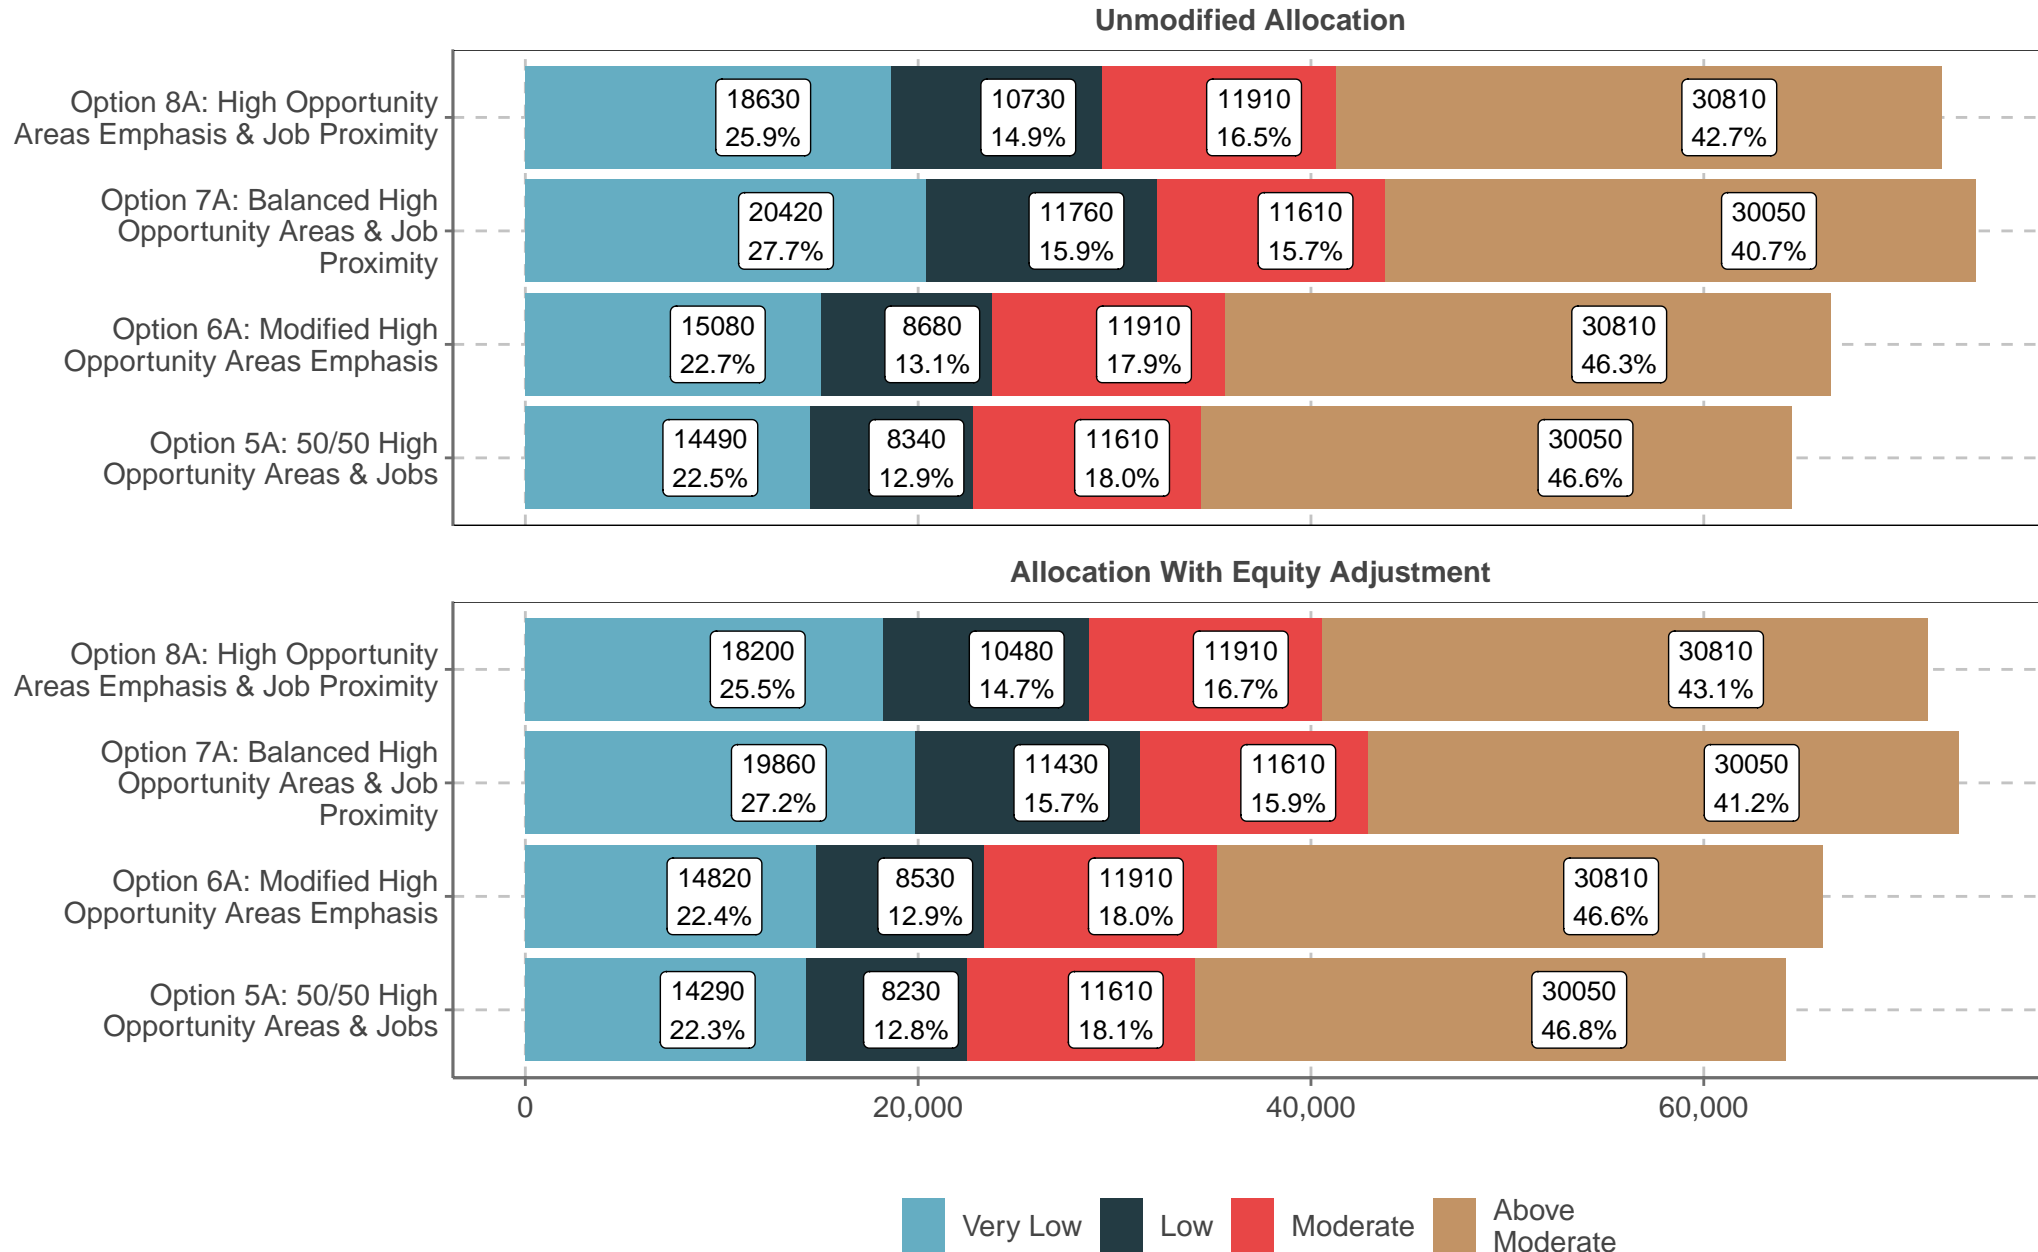 Unmodified Allocation
Option 8A: High Opportunity
Areas Emphasis & Job Proximity
18630
25.9%
10730
14.9%
11910
16.5%
30810
42.7%
Option 7A: Balanced High
Opportunity Areas & Job
Proximity
20420
27.7%
11760
15.9%
11610
15.7%
30050
40.7%
Option 6A: Modified High
Opportunity Areas Emphasis
15080
22.7%
8680
13.1%
11910
17.9%
30810
46.3%
Option 5A: 50/50 High
Opportunity Areas & Jobs
14490
22.5%
8340
12.9%
11610
18.0%
30050
46.6%
Allocation With Equity Adjustment
Option 8A: High Opportunity
Areas Emphasis & Job Proximity
18200
25.5%
10480
14.7%
11910
16.7%
30810
43.1%
Option 7A: Balanced High
Opportunity Areas & Job
Proximity
19860
27.2%
11430
15.7%
11610
15.9%
30050
41.2%
Option 6A: Modified High
Opportunity Areas Emphasis
14820
22.4%
8530
12.9%
11910
18.0%
30810
46.6%
Option 5A: 50/50 High
Opportunity Areas & Jobs
14290
22.3%
8230
12.8%
11610
18.1%
30050
46.8%
0
20,000
40,000
60,000
Very Low
Low
Moderate
Above
Moderate